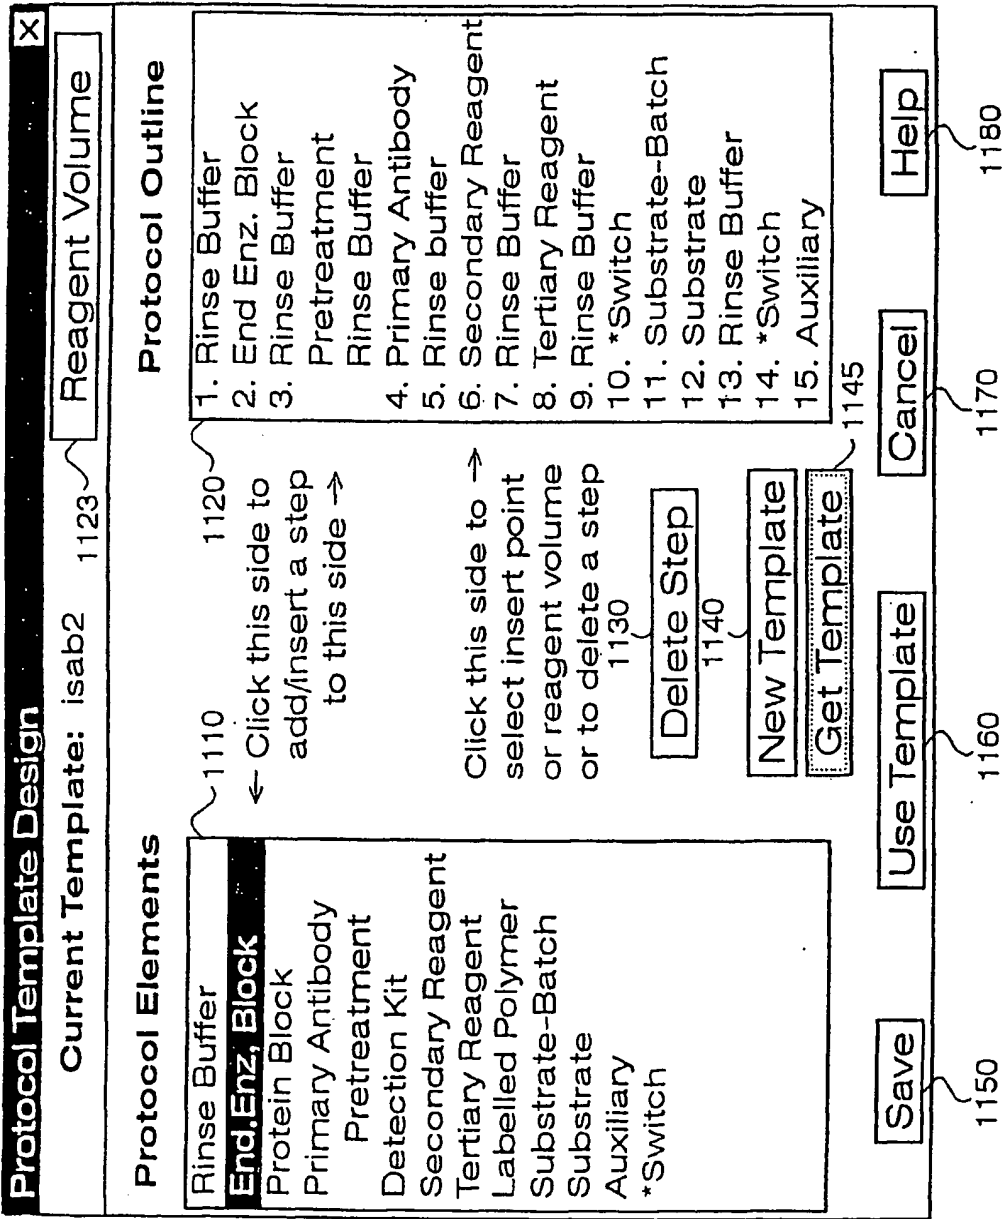 Protocol Template Design X
Current Template: isab2
1123
Reagent Volume
Protocol Elements
1110
Rinse Buffer
End.Enz, Block
Protein Block
Primary Antibody
Pretreatment
Detection Kit
Secondary Reagent
Tertiary Reagent
Labelled Polymer
Substrate-Batch
Substrate
Auxiliary
*Switch
← Click this side to
add/insert a step
to this side →
Click this side to →
select insert point
or reagent volume
or to delete a step
1130
Delete Step
1140
New Template
Get Template
1145
Protocol Outline
1120
1. Rinse Buffer
2. End Enz. Block
3. Rinse Buffer
Pretreatment
Rinse Buffer
4. Primary Antibody
5. Rinse buffer
6. Secondary Reagent
7. Rinse Buffer
8. Tertiary Reagent
9. Rinse Buffer
10. *Switch
11. Substrate-Batch
12. Substrate
13. Rinse Buffer
14. *Switch
15. Auxiliary
Save
Use Template
Cancel
Help
1150
1160
1170
1180